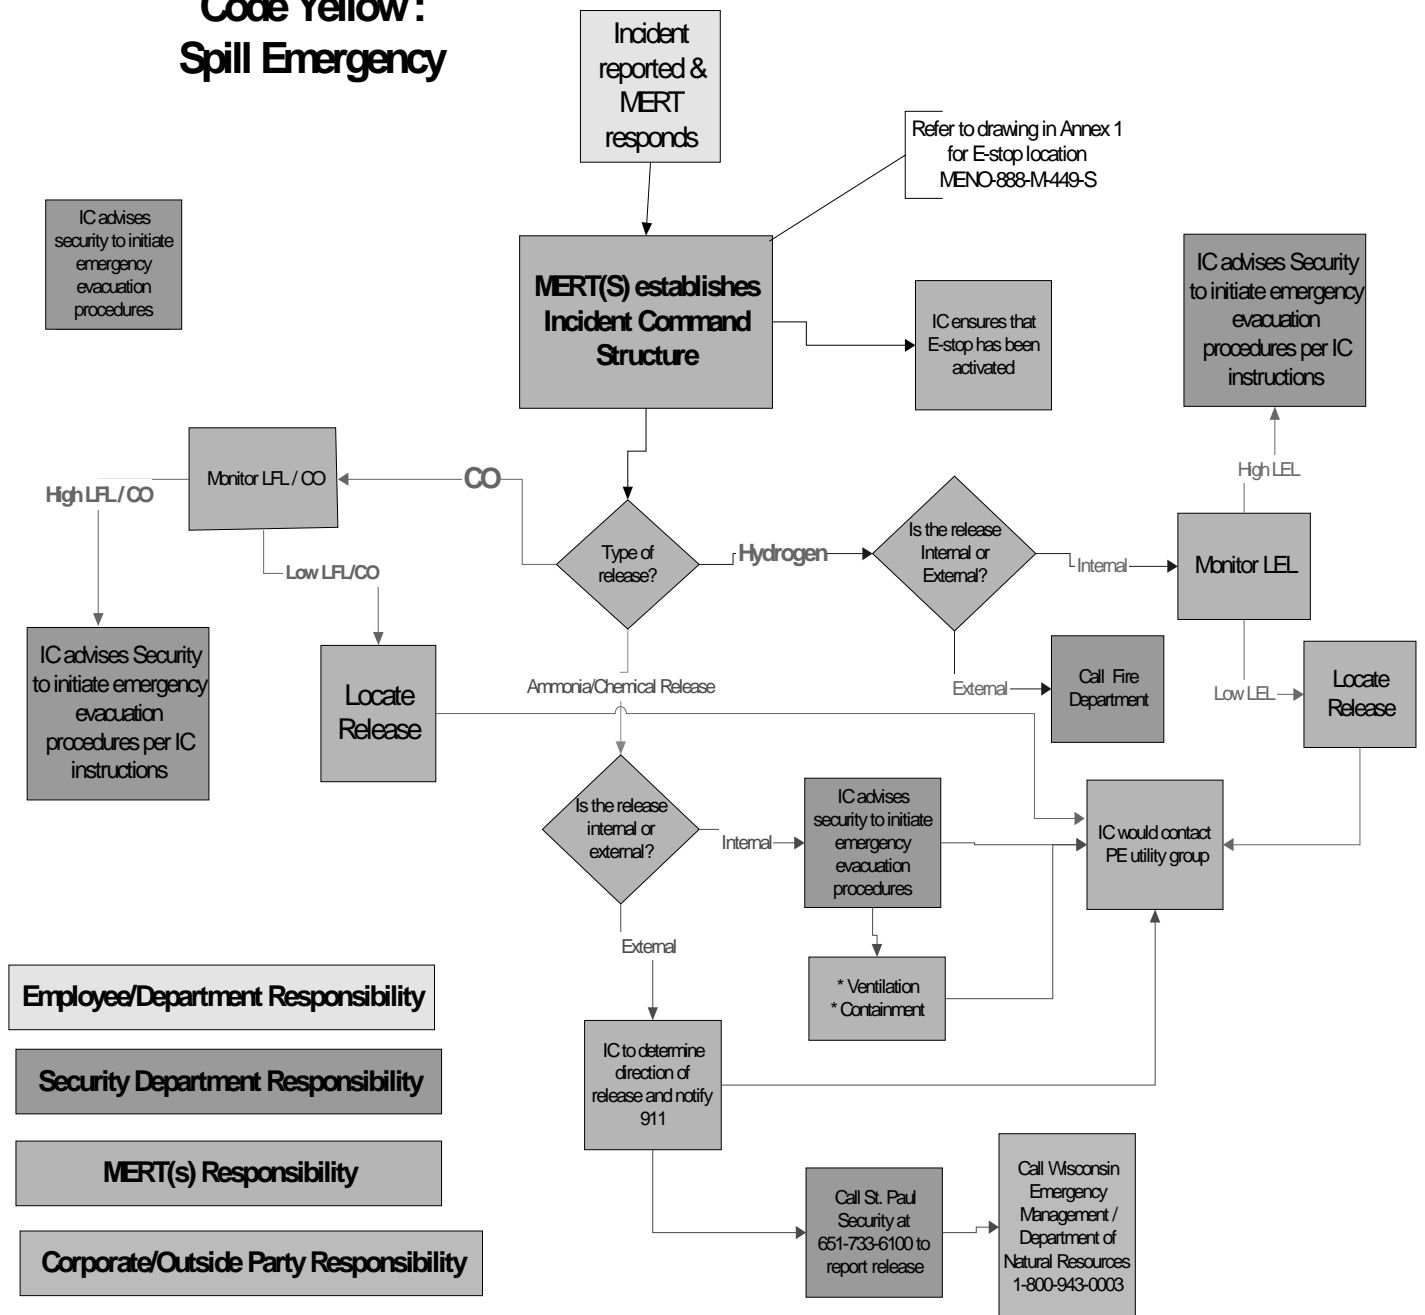 Code Yellow :
Spill Emergency
Incident
reported &
MERT
responds
Refer to drawing in Annex 1
for E-stop location
MENO-888-M-449-S
IC advises
security to initiate
emergency
evacuation
procedures
MERT(S) establishes
Incident Command
Structure
IC ensures that
E-stop has been
activated
IC advises Security
to initiate emergency
evacuation
procedures per IC
instructions
High LEL
Monitor LFL / CO
CO
High LFL / CO
Low LFL/CO
Type of
release?
Hydrogen
Is the release
Internal or
External?
Internal
Monitor LEL
IC advises Security
to initiate emergency
evacuation
procedures per IC
instructions
Locate
Release
Ammonia/Chemical Release
External
Call Fire
Department
Low LEL
Locate
Release
Is the release
internal or
external?
Internal
IC advises
security to initiate
emergency
evacuation
procedures
IC would contact
PE utility group
External
* Ventilation
* Containment
Employee/Department Responsibility
Security Department Responsibility
MERT(s) Responsibility
Corporate/Outside Party Responsibility
IC to determine
direction of
release and notify
911
Call St. Paul
Security at
651-733-6100 to
report release
Call Wisconsin
Emergency
Management /
Department of
Natural Resources
1-800-943-0003